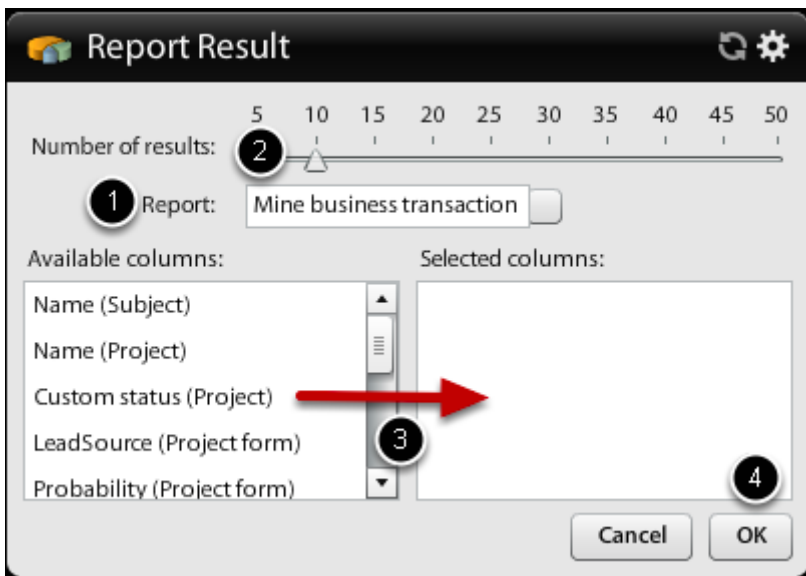 Report Result
5 10 15 20 25 30 35 40 45 50
Number of results: 2
1 Report: Mine business transaction
Available columns: Selected columns:
Name (Subject)
Name (Project)
Custom status (Project)
LeadSource (Project form) 3
Probability (Project form) 4
Cancel OK